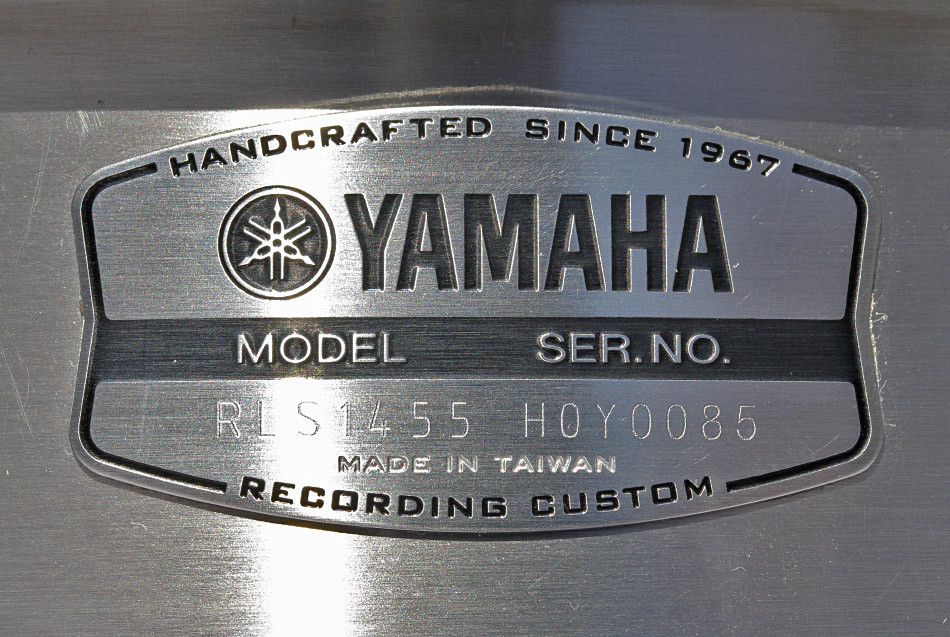 HANDCRAFTED SINCE 1967
YAMAHA
MODEL SER. NO.
RLS1455 H0Y0085
MADE IN TAIWAN
RECORDING CUSTOM